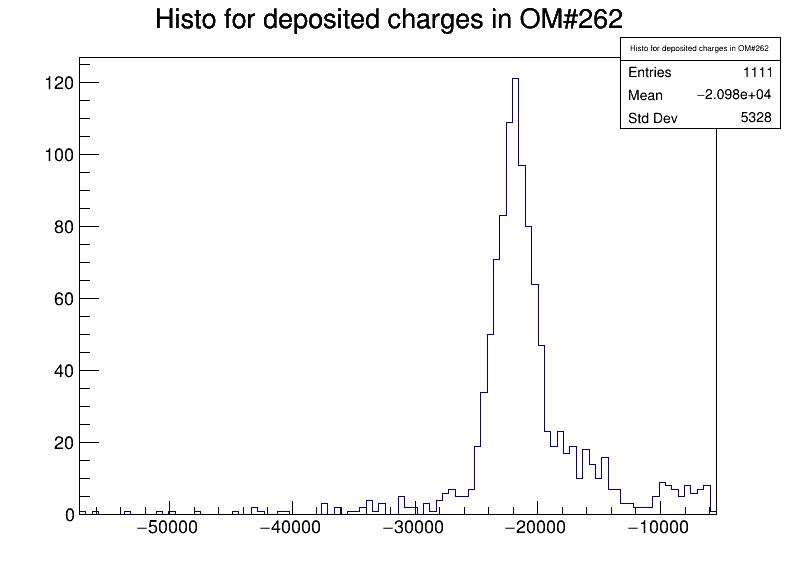 Histo for deposited charges in OM#262
Histo for deposited charges in OM#262
Entries 1111
Mean −2.098e+04
Std Dev 5328
120
100
80
60
40
20
0
−50000 −40000 −30000 −20000 −10000